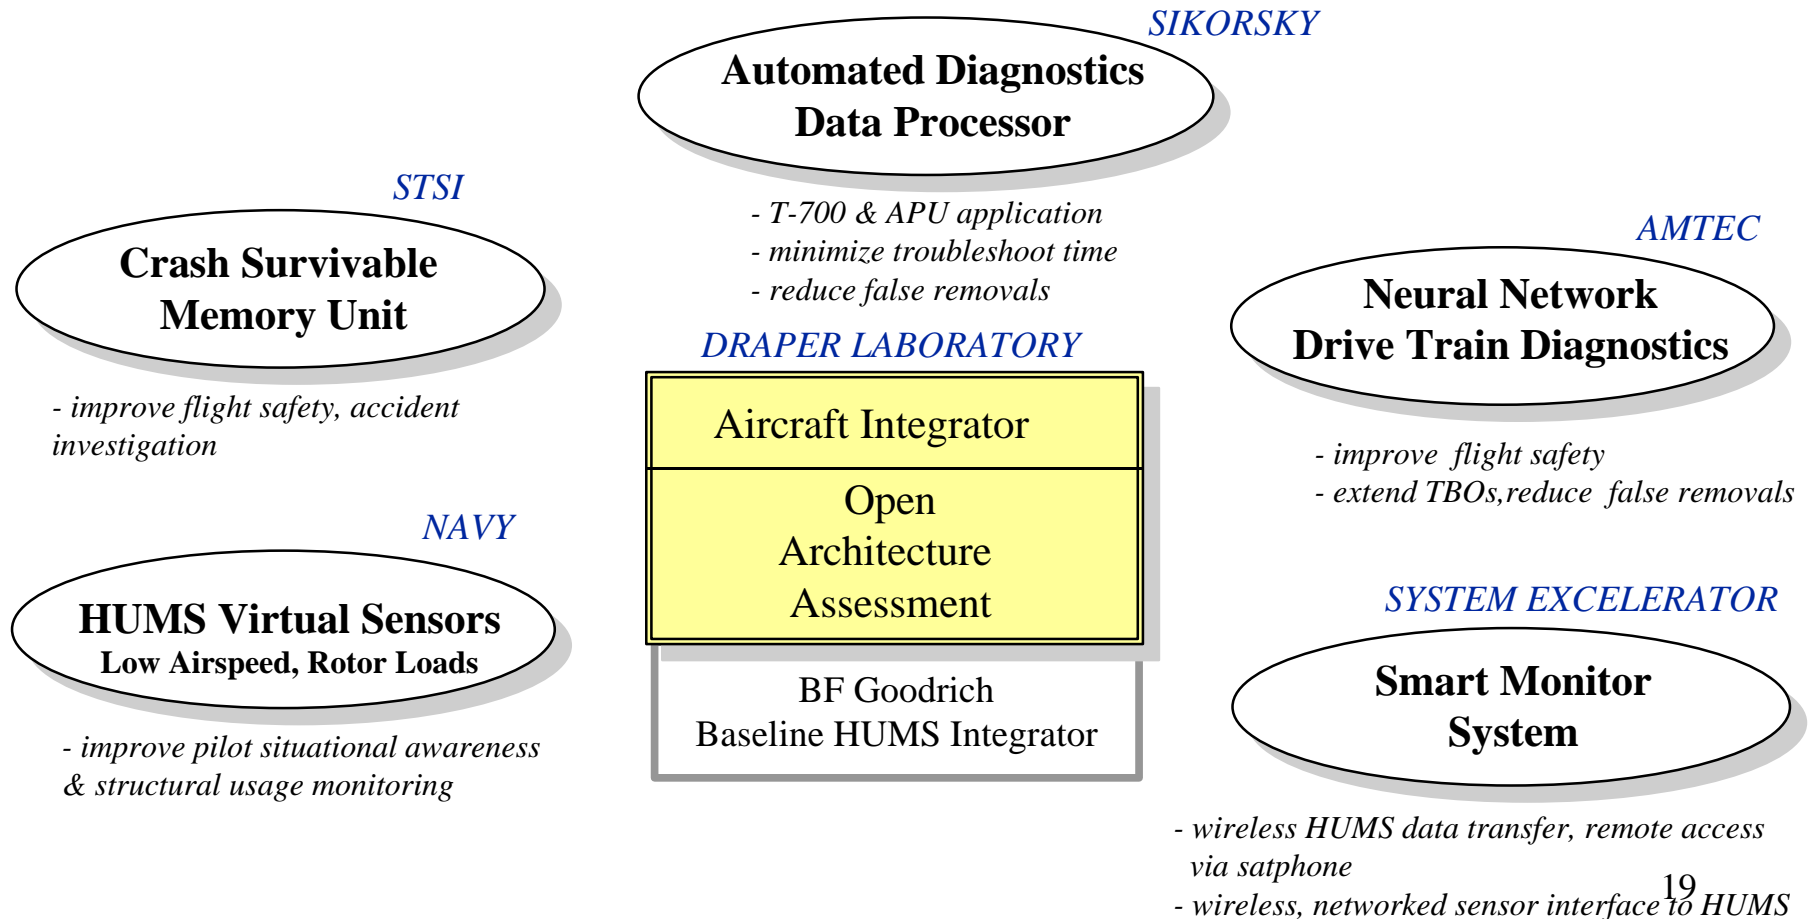 SIKORSKY
Automated Diagnostics
Data Processor
- T-700 & APU application
- minimize troubleshoot time
- reduce false removals
STSI
Crash Survivable
Memory Unit
- improve flight safety, accident
investigation
NAVY
HUMS Virtual Sensors
Low Airspeed, Rotor Loads
- improve pilot situational awareness
& structural usage monitoring
DRAPER LABORATORY
Aircraft Integrator
Open
Architecture
Assessment
BF Goodrich
Baseline HUMS Integrator
AMTEC
Neural Network
Drive Train Diagnostics
- improve  flight safety
- extend TBOs,reduce  false removals
SYSTEM EXCELERATOR
Smart Monitor
System
- wireless HUMS data transfer, remote access
via satphone
- wireless, networked sensor interface to HUMS
19